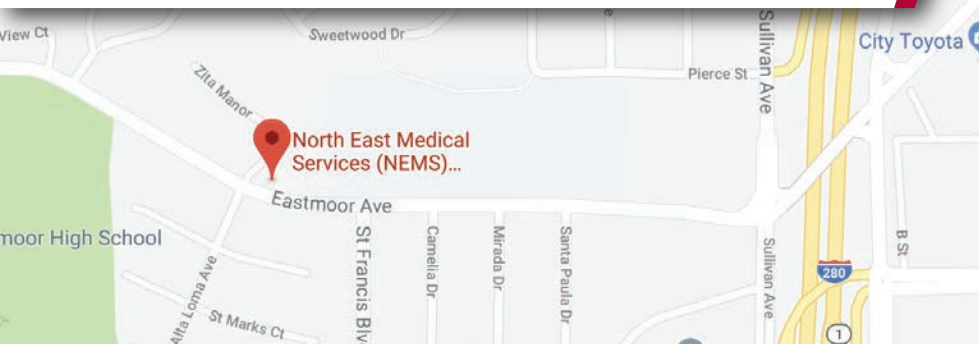 View Ct
Sweetwood Dr
Sullivan Ave
City Toyota
Zita Manor
Pierce St
North East Medical
Services (NEMS)...
Eastmoor Ave
moor High School
St Francis Blv
Camelia Dr
Mirada Dr
Santa Paula Dr
Sullivan Ave
B St
280
Alta Loma Ave
St Marks Ct
1